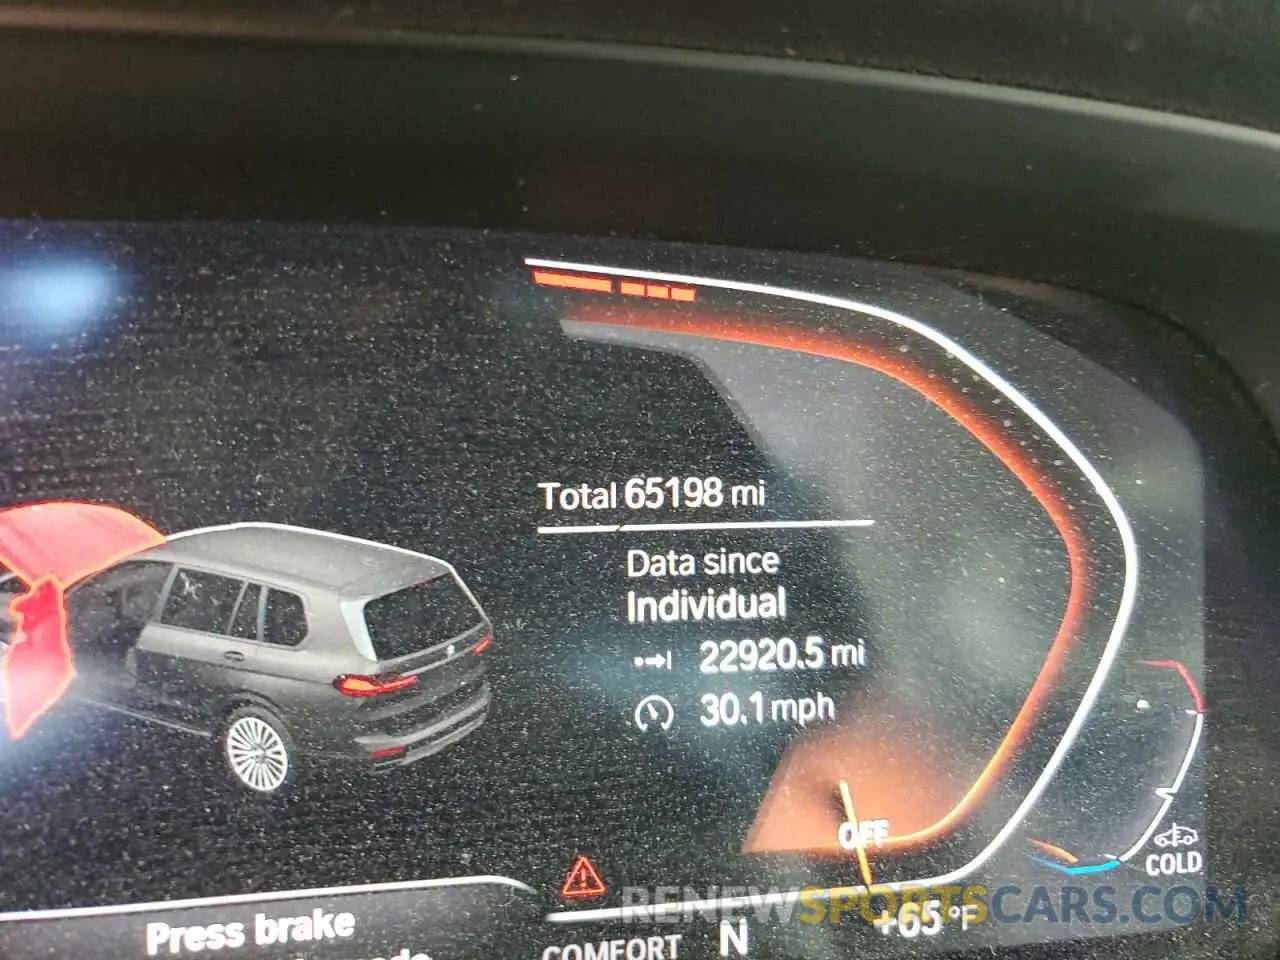 Total 65198 mi
Data since
Individual
22920.5 mi
30.1 mph
OFF
COLD
RENEWSPORTSCARS.COM
+65 °F
Press brake
COMFORT N